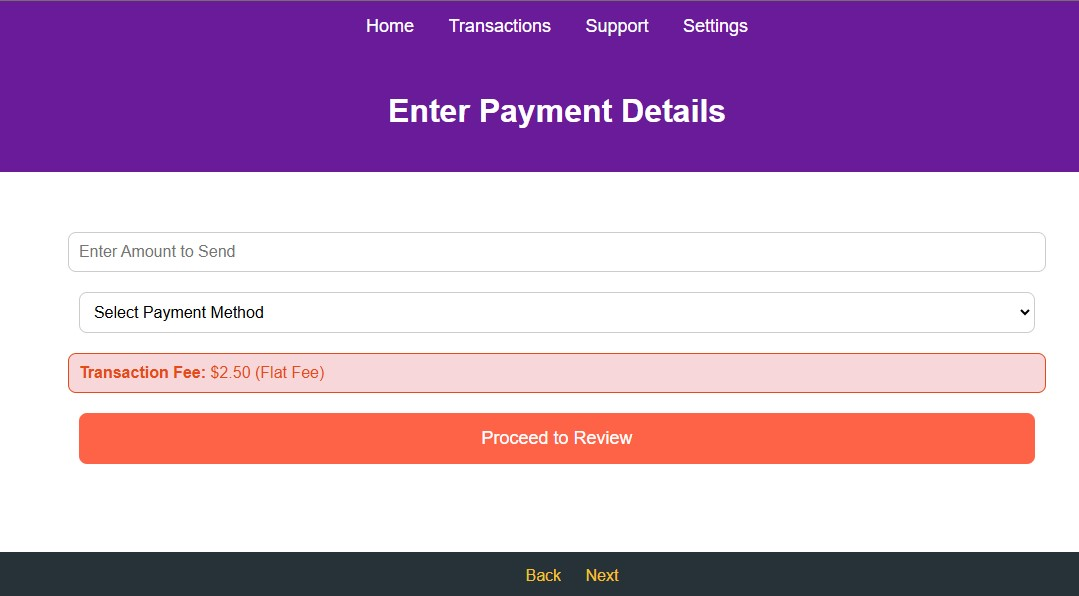 Home Transactions Support Settings
Enter Payment Details
Enter Amount to Send
Select Payment Method
Transaction Fee: $2.50 (Flat Fee)
Proceed to Review
Back Next